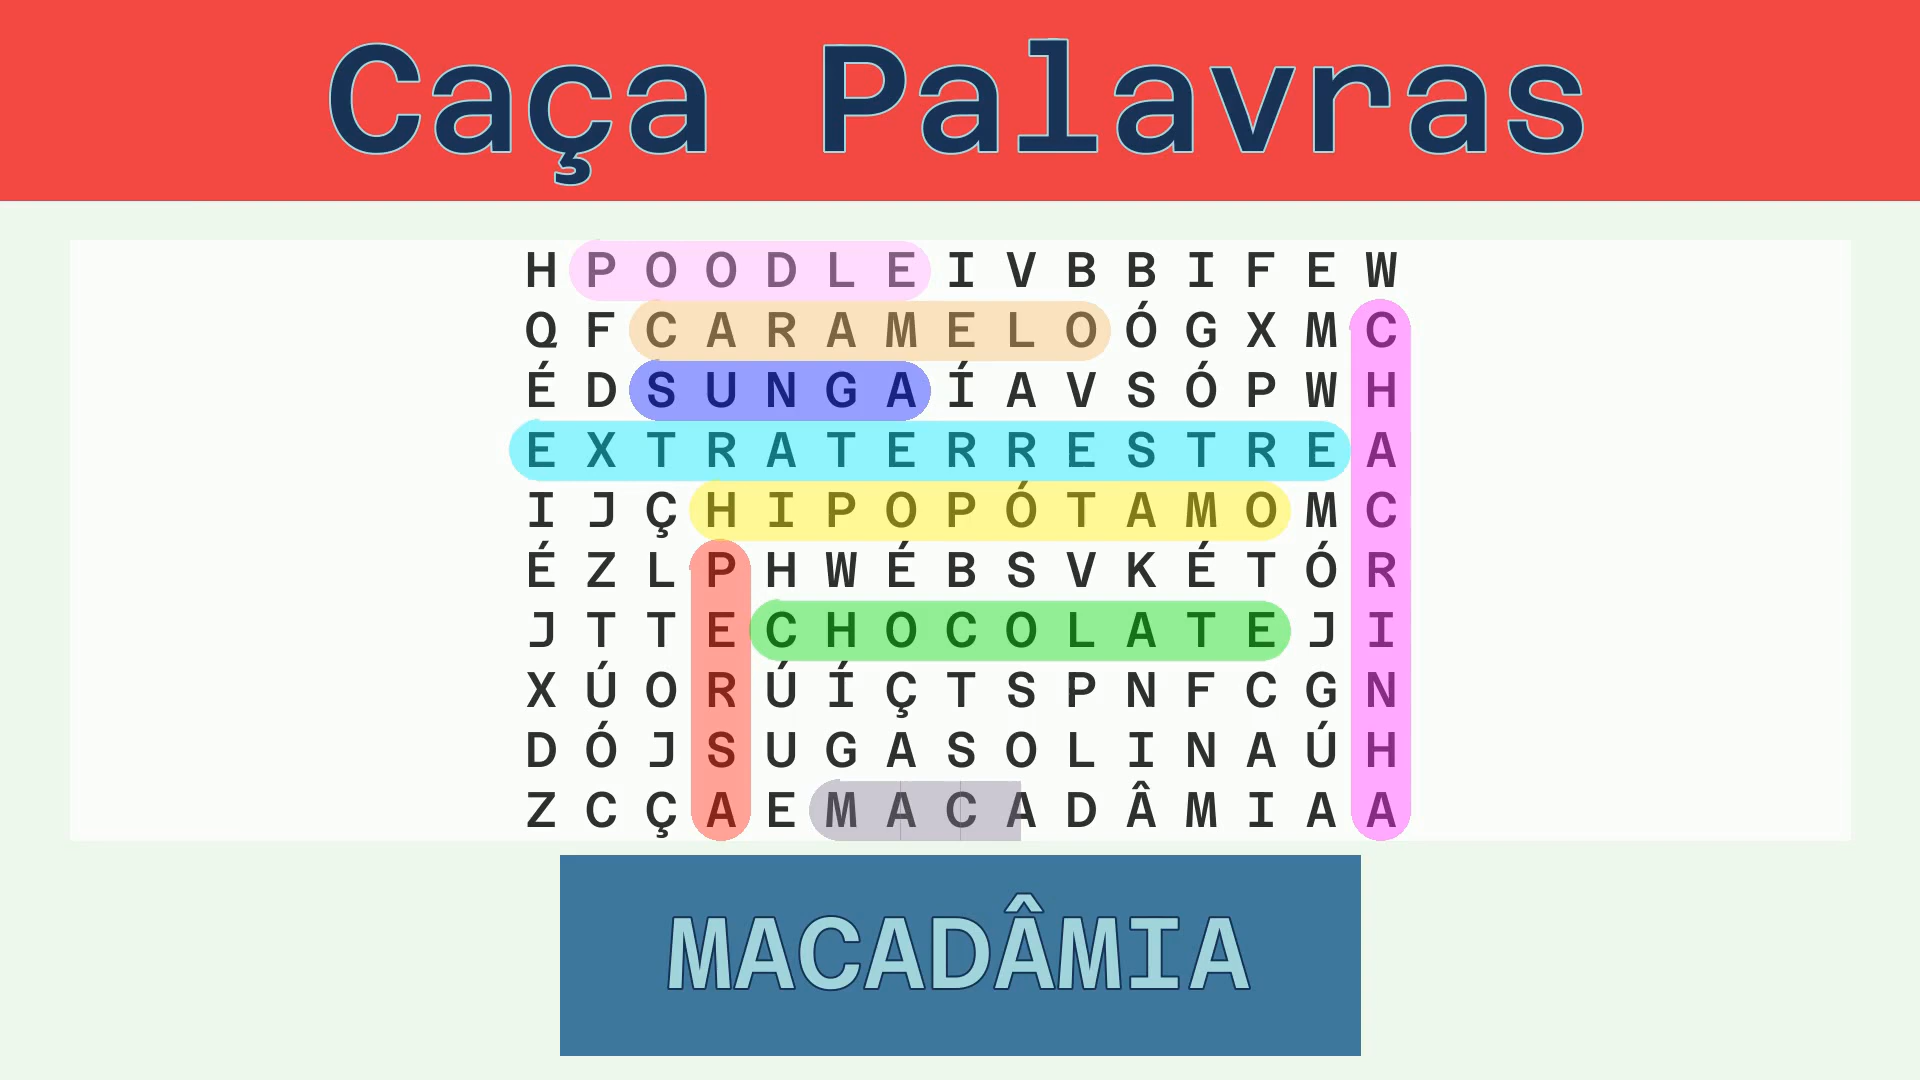 Caça Palavras
H P O O D L E I V B B I F E W
Q F C A R A M E L O Ó G X M C
É D S U N G A Í A V S Ó P W H
E X T R A T E R R E S T R E A
I J Ç H I P O P Ó T A M O M C
É Z L P H W É B S V K É T Ó R
J T T E C H O C O L A T E J I
X Ú O R Ú Í Ç T S P N F C G N
D Ó J S U G A S O L I N A Ú H
Z C Ç A E M A C A D Â M I A A
MACADÂMIA